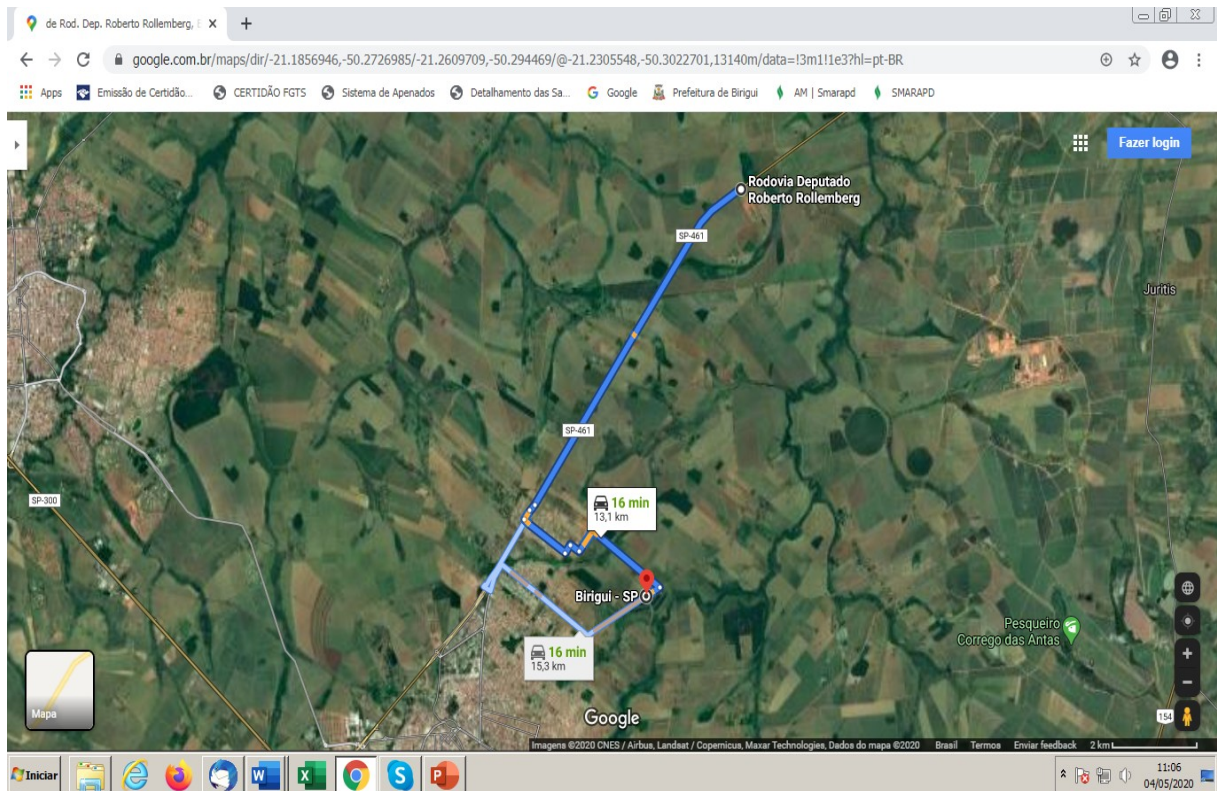 de Rod. Dep. Roberto Rollemberg,
google.com.br/maps/dir/-21.1856946,-50.2726985/-21.2609709,-50.294469/@-21.2305548,-50.3022701,13140m/data=!3m1!1e3?hl=pt-BR
Apps Emissão de Certidão... CERTIDÃO FGTS Sistema de Apenados Detalhamento das Sa... Google Prefeitura de Birigui AM | Smarapd SMARAPD
Fazer login
Rodovia Deputado
Roberto Rollemberg
SP-461
Juritis
SP-461
SP-300
16 min
13,1 km
Birigui - SP
Pesqueiro
Corrego das Antas
16 min
15,3 km
Mapa
Google
154
Imagens ©2020 CNES / Airbus, Landsat / Copernicus, Maxar Technologies, Dados do mapa ©2020 Brasil Termos Enviar feedback 2 km
Iniciar
11:06
04/05/2020